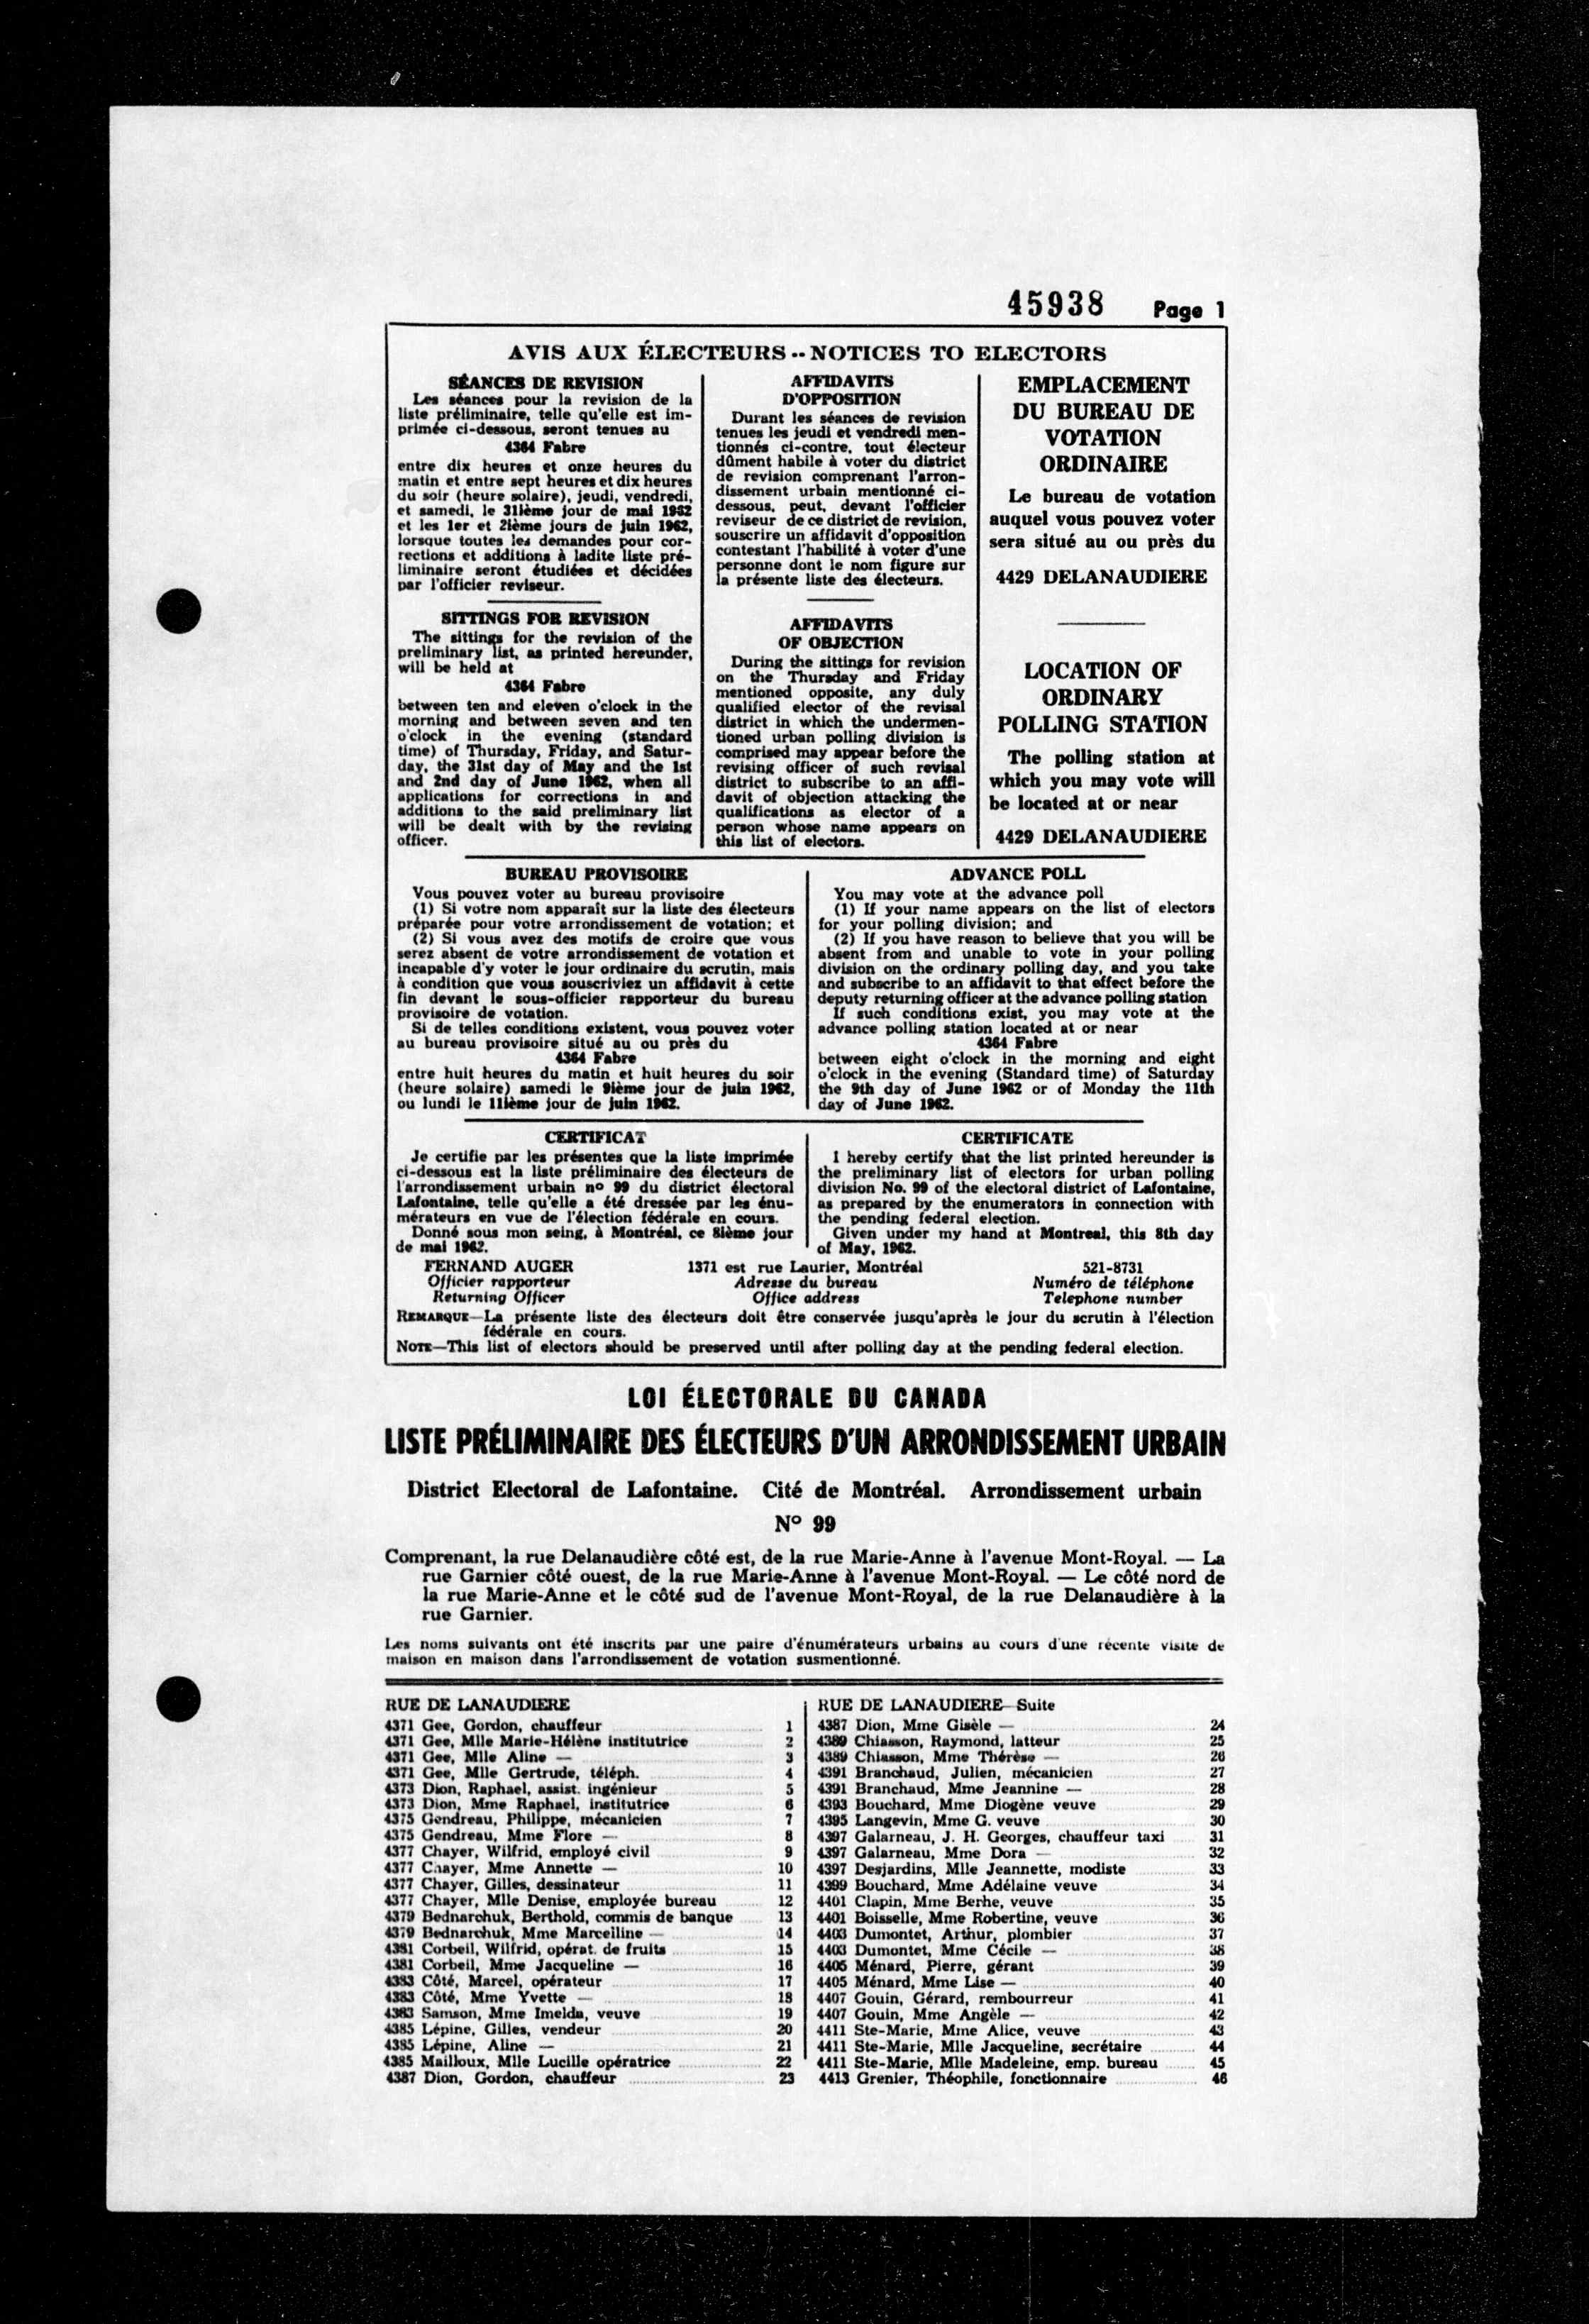 45938 Page 1
AVIS AUX ÉLECTEURS -- NOTICES TO ELECTORS
SÉANCES DE REVISION
Les séances pour la revision de la
liste préliminaire, telle qu'elle est im-
primée ci-dessous, seront tenues au
4364 Fabre
entre dix heures et onze heures du
matin et entre sept heures et dix heures
du soir (heure solaire), jeudi, vendredi,
et samedi, le 31ième jour de mai 1962
et les 1er et 2ième jours de juin 1962,
lorsque toutes les demandes pour cor-
rections et additions à ladite liste pré-
liminaire seront étudiées et décidées
par l'officier reviseur.
SITTINGS FOR REVISION
The sittings for the revision of the
preliminary list, as printed hereunder,
will be held at
4364 Fabre
between ten and eleven o'clock in the
morning and between seven and ten
o'clock in the evening (standard
time) of Thursday, Friday, and Satur-
day, the 31st day of May and the 1st
and 2nd day of June 1962, when all
applications for corrections in and
additions to the said preliminary list
will be dealt with by the revising
officer.
AFFIDAVITS
D'OPPOSITION
Durant les séances de revision
tenues les jeudi et vendredi men-
tionnés ci-contre, tout électeur
dûment habile à voter du district
de revision comprenant l'arron-
dissement urbain mentionné ci-
dessous, peut, devant l'officier
reviseur de ce district de revision,
souscrire un affidavit d'opposition
contestant l'habilité à voter d'une
personne dont le nom figure sur
la présente liste des électeurs.
AFFIDAVITS
OF OBJECTION
During the sittings for revision
on the Thursday and Friday
mentioned opposite, any duly
qualified elector of the revisal
district in which the undermen-
tioned urban polling division is
comprised may appear before the
revising officer of such revisal
district to subscribe to an affi-
davit of objection attacking the
qualifications as elector of a
person whose name appears on
this list of electors.
EMPLACEMENT
DU BUREAU DE
VOTATION
ORDINAIRE
Le bureau de votation
auquel vous pouvez voter
sera situé au ou près du
4429 DELANAUDIERE
LOCATION OF
ORDINARY
POLLING STATION
The polling station at
which you may vote will
be located at or near
4429 DELANAUDIERE
BUREAU PROVISOIRE
Vous pouvez voter au bureau provisoire
(1) Si votre nom apparaît sur la liste des électeurs
préparée pour votre arrondissement de votation; et
(2) Si vous avez des motifs de croire que vous
serez absent de votre arrondissement de votation et
incapable d'y voter le jour ordinaire du scrutin, mais
à condition que vous souscriviez un affidavit à cette
fin devant le sous-officier rapporteur du bureau
provisoire de votation.
Si de telles conditions existent, vous pouvez voter
au bureau provisoire situé au ou près du
4364 Fabre
entre huit heures du matin et huit heures du soir
(heure solaire) samedi le 9ième jour de juin 1962,
ou lundi le 11ième jour de juin 1962.
ADVANCE POLL
You may vote at the advance poll
(1) If your name appears on the list of electors
for your polling division; and
(2) If you have reason to believe that you will be
absent from and unable to vote in your polling
division on the ordinary polling day, and you take
and subscribe to an affidavit to that effect before the
deputy returning officer at the advance polling station
If such conditions exist, you may vote at the
advance polling station located at or near
4364 Fabre
between eight o'clock in the morning and eight
o'clock in the evening (Standard time) of Saturday
the 9th day of June 1962 or of Monday the 11th
day of June 1962.
CERTIFICAT
Je certifie par les présentes que la liste imprimée
ci-dessous est la liste préliminaire des électeurs de
l'arrondissement urbain no 99 du district électoral
Lafontaine, telle qu'elle a été dressée par les énu-
mérateurs en vue de l'élection fédérale en cours.
Donné sous mon seing, à Montréal, ce 8ième jour
de mai 1962.
CERTIFICATE
I hereby certify that the list printed hereunder is
the preliminary list of electors for urban polling
division No. 99 of the electoral district of Lafontaine,
as prepared by the enumerators in connection with
the pending federal election.
Given under my hand at Montreal, this 8th day
of May, 1962.
FERNAND AUGER 1371 est rue Laurier, Montréal 521-8731
Officier rapporteur Adresse du bureau Numéro de téléphone
Returning Officer Office address Telephone number
REMARQUE—La présente liste des électeurs doit être conservée jusqu'après le jour du scrutin à l'élection
fédérale en cours.
NOTE—This list of electors should be preserved until after polling day at the pending federal election.
LOI ÉLECTORALE DU CANADA
LISTE PRÉLIMINAIRE DES ÉLECTEURS D'UN ARRONDISSEMENT URBAIN
District Electoral de Lafontaine. Cité de Montréal. Arrondissement urbain
No 99
Comprenant, la rue Delanaudière côté est, de la rue Marie-Anne à l'avenue Mont-Royal. — La
rue Garnier côté ouest, de la rue Marie-Anne à l'avenue Mont-Royal. — Le côté nord de
la rue Marie-Anne et le côté sud de l'avenue Mont-Royal, de la rue Delanaudière à la
rue Garnier.
Les noms suivants ont été inscrits par une paire d'énumérateurs urbains au cours d'une récente visite de
maison en maison dans l'arrondissement de votation susmentionné.
RUE DE LANAUDIERE
4371 Gee, Gordon, chauffeur 1
4371 Gee, Mlle Marie-Hélène institutrice 2
4371 Gee, Mlle Aline — 3
4371 Gee, Mlle Gertrude, téléph. 4
4373 Dion, Raphael, assist. ingénieur 5
4373 Dion, Mme Raphael, institutrice 6
4375 Gendreau, Philippe, mécanicien 7
4375 Gendreau, Mme Flore — 8
4377 Chayer, Wilfrid, employé civil 9
4377 Chayer, Mme Annette — 10
4377 Chayer, Gilles, dessinateur 11
4377 Chayer, Mlle Denise, employée bureau 12
4379 Bednarchuk, Berthold, commis de banque 13
4379 Bednarchuk, Mme Marcelline — 14
4381 Corbeil, Wilfrid, opérat. de fruits 15
4381 Corbeil, Mme Jacqueline — 16
4383 Côté, Marcel, opérateur 17
4383 Côté, Mme Yvette — 18
4383 Samson, Mme Imelda, veuve 19
4385 Lépine, Gilles, vendeur 20
4385 Lépine, Aline — 21
4385 Mailloux, Mlle Lucille opératrice 22
4387 Dion, Gordon, chauffeur 23
RUE DE LANAUDIERE—Suite
4387 Dion, Mme Gisèle — 24
4389 Chiasson, Raymond, latteur 25
4389 Chiasson, Mme Thérèse — 26
4391 Branchaud, Julien, mécanicien 27
4391 Branchaud, Mme Jeannine — 28
4393 Bouchard, Mme Diogène veuve 29
4395 Langevin, Mme G. veuve 30
4397 Galarneau, J. H. Georges, chauffeur taxi 31
4397 Galarneau, Mme Dora — 32
4397 Desjardins, Mlle Jeannette, modiste 33
4399 Bouchard, Mme Adélaine veuve 34
4401 Clapin, Mme Berhe, veuve 35
4401 Boisselle, Mme Robertine, veuve 36
4403 Dumontet, Arthur, plombier 37
4403 Dumontet, Mme Cécile — 38
4405 Ménard, Pierre, gérant 39
4405 Ménard, Mme Lise — 40
4407 Gouin, Gérard, rembourreur 41
4407 Gouin, Mme Angèle — 42
4411 Ste-Marie, Mme Alice, veuve 43
4411 Ste-Marie, Mlle Jacqueline, secrétaire 44
4411 Ste-Marie, Mlle Madeleine, emp. bureau 45
4413 Grenier, Théophile, fonctionnaire 46